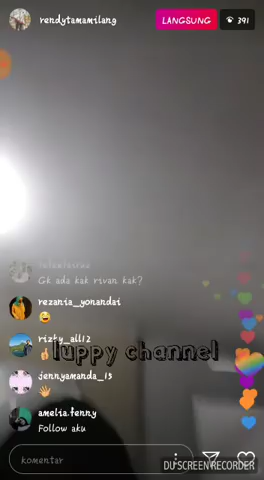 rendytamamilang
LANGSUNG
391
Gk ada kak rivan kak?
rezania_yonandai
rizky_all12
luppy channel
jennyamanda_13
amelia.fenny
Follow aku
komentar
DU SCREEN RECORDER